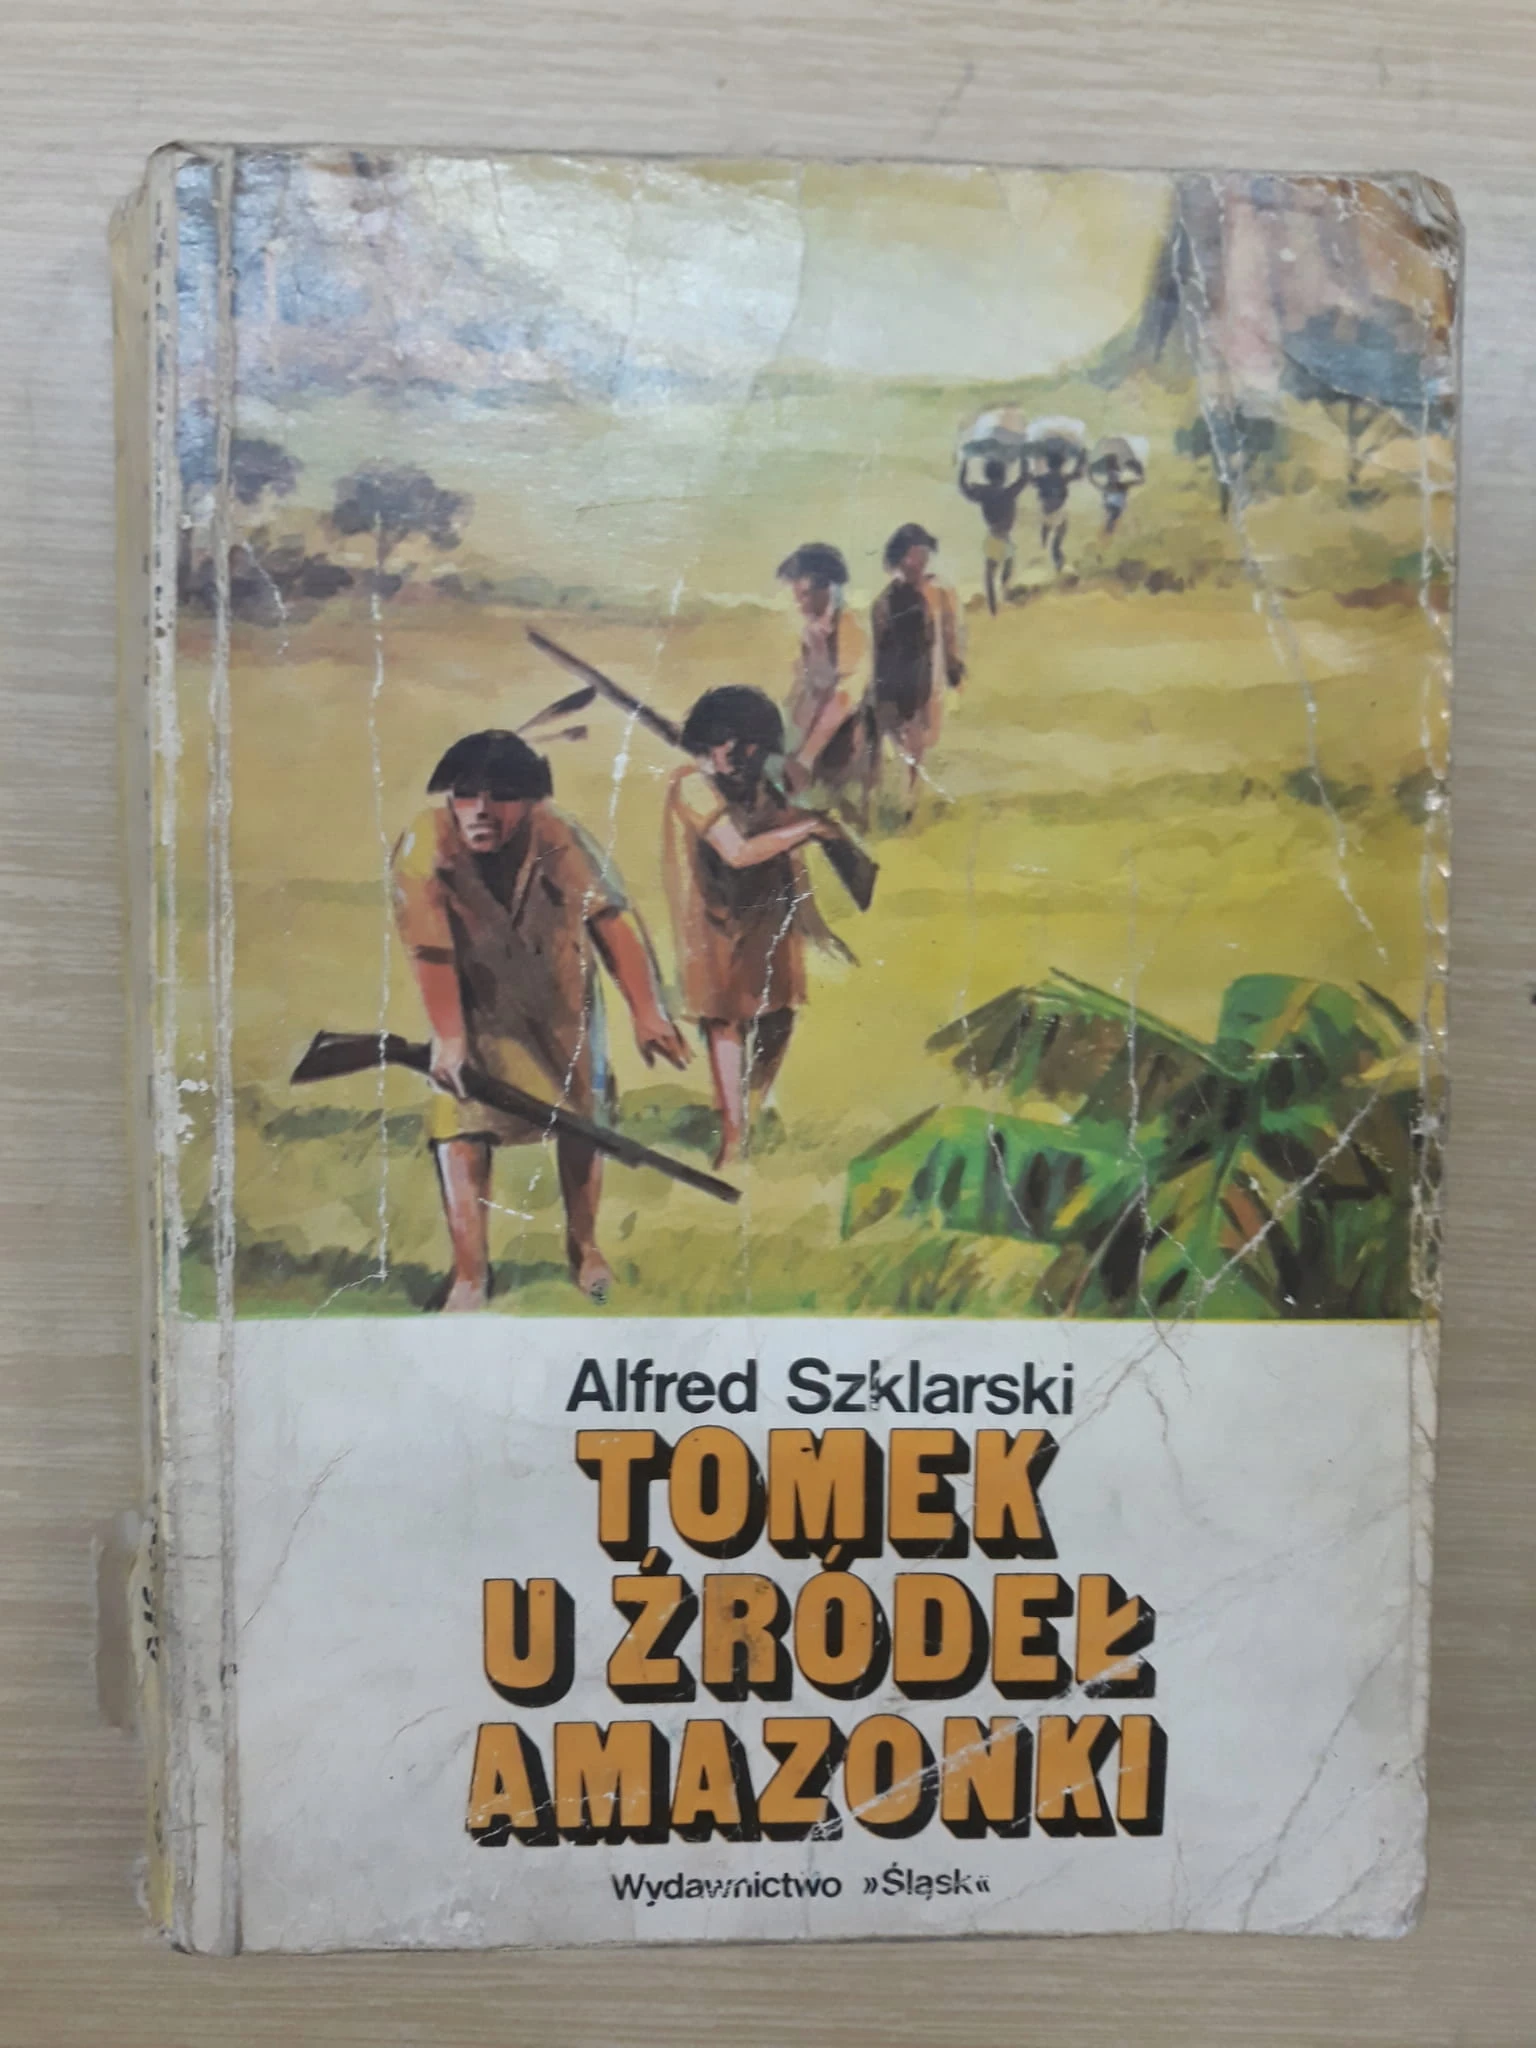 Alfred Szklarski
TOMEK
U ŹRÓDEŁ
AMAZONKI
Wydawnictwo »Śląsk«